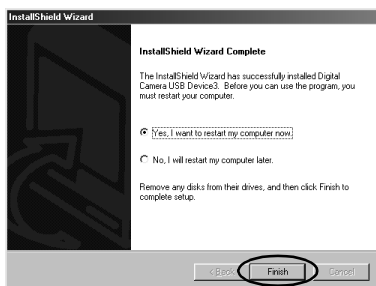 InstallShield Wizard
InstallShield Wizard Complete
The InstallShield Wizard has successfully installed Digital
Camera USB Device3. Before you can use the program, you
must restart your computer.
Yes, I want to restart my computer now.
No, I will restart my computer later.
Remove any disks from their drives, and then click Finish to
complete setup.
< Back
Finish
Cancel